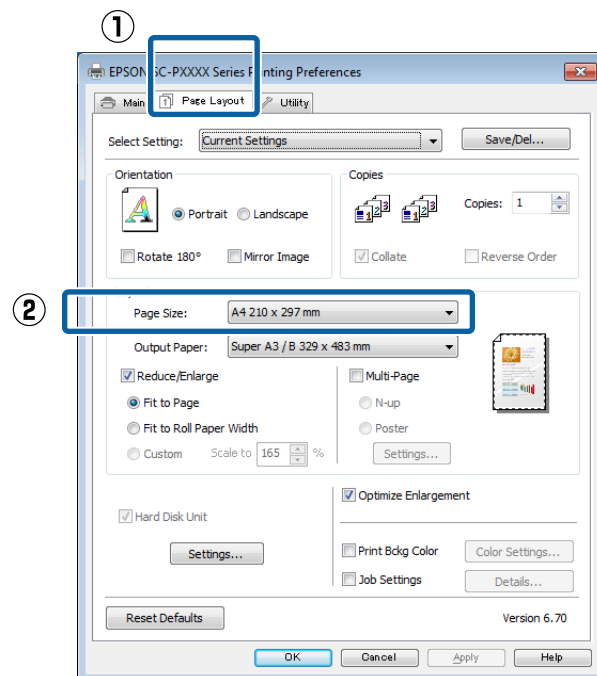 1
EPSON SC-PXXXX Series Printing Preferences
Main 1 Page Layout Utility
Select Setting: Current Settings Save/Del...
Orientation Copies
Portrait Landscape Copies: 1
Rotate 180° Mirror Image Collate Reverse Order
2
Page Size: A4 210 x 297 mm
Output Paper: Super A3 / B 329 x 483 mm
Reduce/Enlarge Multi-Page
Fit to Page N-up
Fit to Roll Paper Width Poster
Custom Scale to 165 % Settings...
Optimize Enlargement
Hard Disk Unit
Settings... Print Bckg Color Color Settings...
Job Settings Details...
Reset Defaults Version 6.70
OK Cancel Apply Help